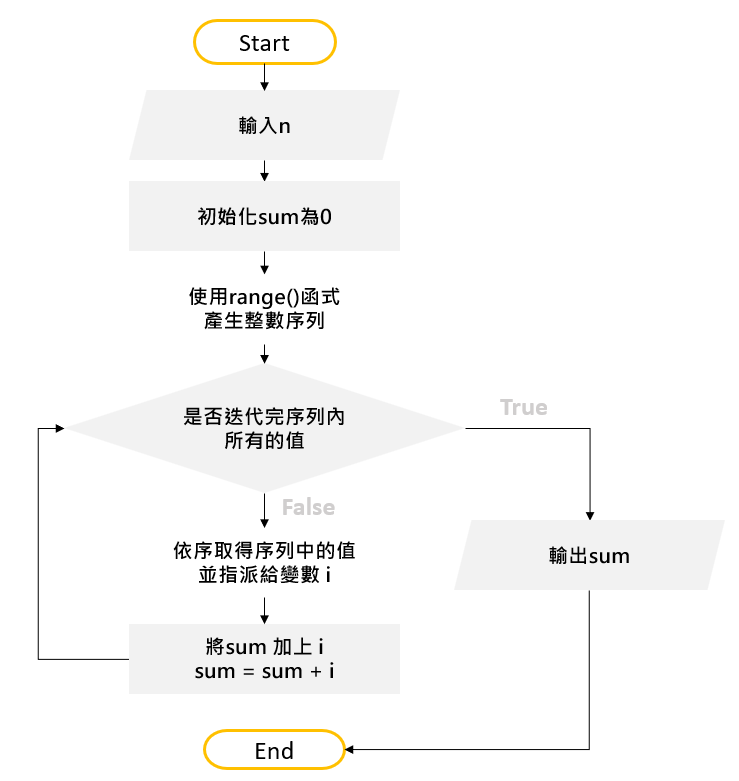 Start
輸入n
初始化sum為0
使用range()函式
產生整數序列
是否迭代完序列內
所有的值
True
False
依序取得序列中的值
並指派給變數 i
輸出sum
將sum 加上 i
sum = sum + i
End